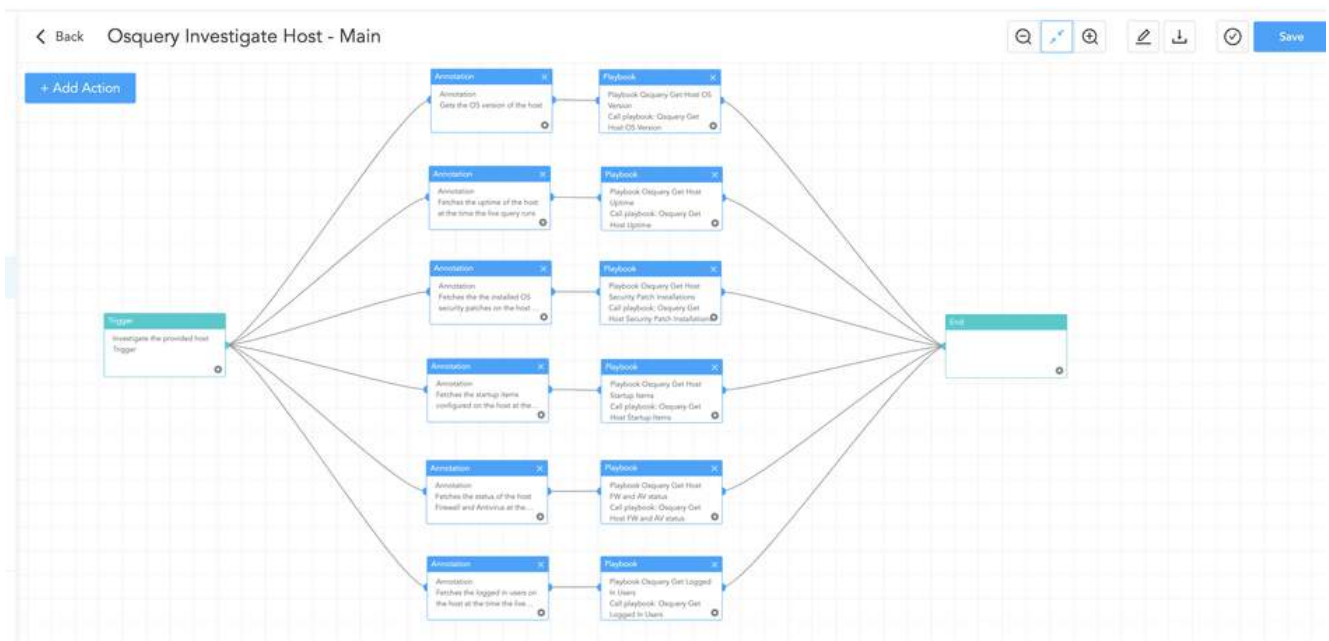 Back
Osquery Investigate Host - Main
Save
+ Add Action
Annotation
Annotation
Gets the OS version of the host
Playbook
Playbook Osquery Get Host OS
Version
Call playbook: Osquery Get
Host OS Version
Annotation
Annotation
Fetches the uptime of the host
at the time the live query runs
Playbook
Playbook Osquery Get Host
Uptime
Call playbook: Osquery Get
Host Uptime
Annotation
Annotation
Fetches the the installed OS
security patches on the host ...
Playbook
Playbook Osquery Get Host
Security Patch Installations
Call playbook: Osquery Get
Host Security Patch Installations
Trigger
Investigate the provided host
Trigger
End
Annotation
Annotation
Fetches the startup items
configured on the host at the...
Playbook
Playbook Osquery Get Host
Startup Items
Call playbook: Osquery Get
Host Startup Items
Annotation
Annotation
Fetches the status of the host
Firewall and Antivirus at the...
Playbook
Playbook Osquery Get Host
FW and AV status
Call playbook: Osquery Get
Host FW and AV status
Annotation
Annotation
Fetches the logged in users on
the host at the time the live...
Playbook
Playbook Osquery Get Logged
In Users
Call playbook: Osquery Get
Logged In Users